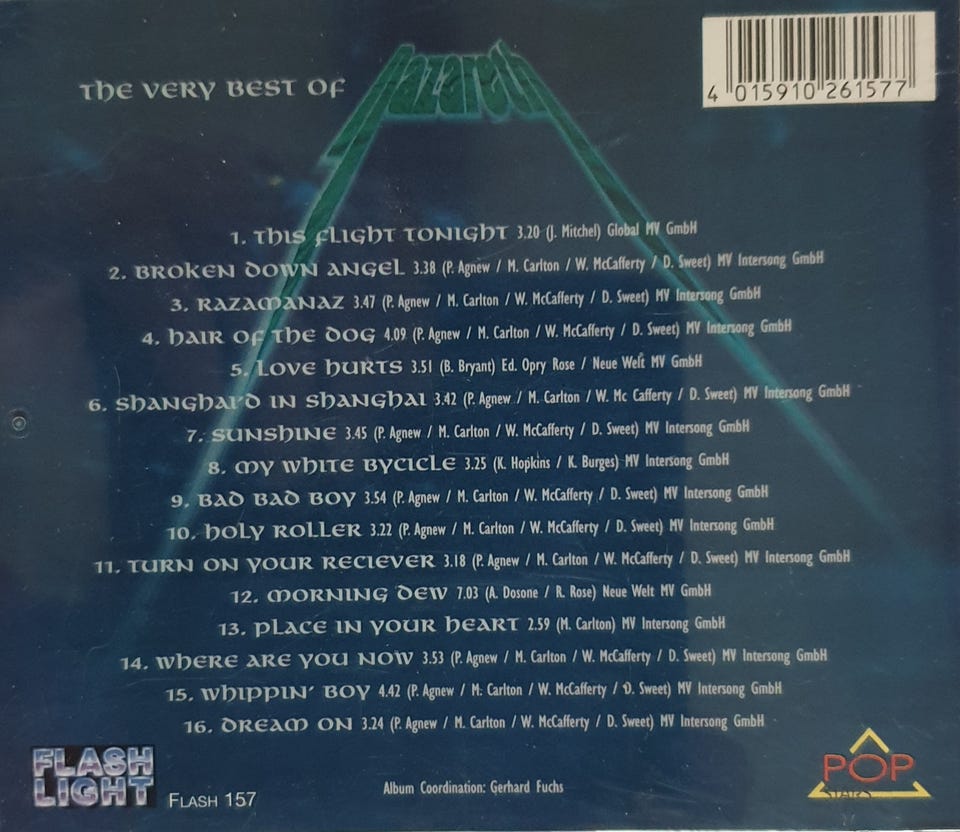 THE VERY BEST OF Nazareth
4 015910 261577
1. THIS FLIGHT TONIGHT 3.20 (J. Mitchel) Global MV GmbH
2. BROKEN DOWN ANGEL 3.38 (P. Agnew / M. Carlton / W. McCafferty / D. Sweet) MV Intersong GmbH
3. RAZAMANAZ 3.47 (P. Agnew / M. Carlton / W. McCafferty / D. Sweet) MV Intersong GmbH
4. HAIR OF THE DOG 4.09 (P. Agnew / M. Carlton / W. McCafferty / D. Sweet) MV Intersong GmbH
5. LOVE HURTS 3.51 (B. Bryant) Ed. Opry Rose / Neue Welt MV GmbH
6. SHANGHAI'D IN SHANGHAI 3.42 (P. Agnew / M. Carlton / W. Mc Cafferty / D. Sweet) MV Intersong GmbH
7. SUNSHINE 3.45 (P. Agnew / M. Carlton / W. McCafferty / D. Sweet) MV Intersong GmbH
8. MY WHITE BYCICLE 3.25 (K. Hopkins / K. Burges) MV Intersong GmbH
9. BAD BAD BOY 3.54 (P. Agnew / M. Carlton / W. McCafferty / D. Sweet) MV Intersong GmbH
10. HOLY ROLLER 3.22 (P. Agnew / M. Carlton / W. McCafferty / D. Sweet) MV Intersong GmbH
11. TURN ON YOUR RECIEVER 3.18 (P. Agnew / M. Carlton / W. McCafferty / D. Sweet) MV Intersong GmbH
12. MORNING DEW 7.03 (A. Dosone / R. Rose) Neue Welt MV GmbH
13. PLACE IN YOUR HEART 2.59 (M. Carlton) MV Intersong GmbH
14. WHERE ARE YOU NOW 3.53 (P. Agnew / M. Carlton / W. McCafferty / D. Sweet) MV Intersong GmbH
15. WHIPPIN' BOY 4.42 (P. Agnew / M. Carlton / W. McCafferty / D. Sweet) MV Intersong GmbH
16. DREAM ON 3.24 (P. Agnew / M. Carlton / W. McCafferty / D. Sweet) MV Intersong GmbH
FLASH
LIGHT
FLASH 157
Album Coordination: Gerhard Fuchs
POP
STARS